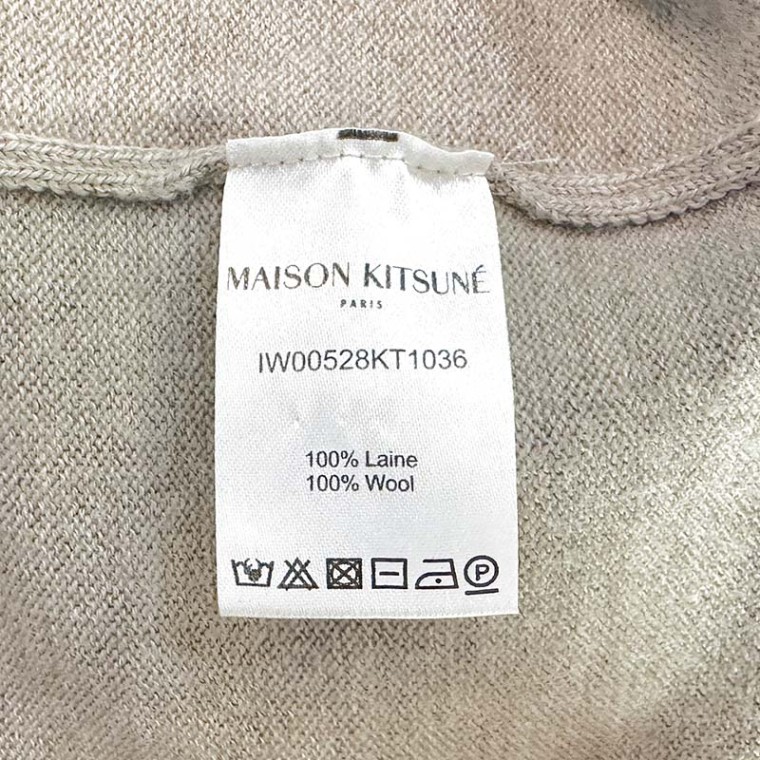 MAISON KITSUNÉ
PARIS
IW00528KT1036
100% Laine
100% Wool
P